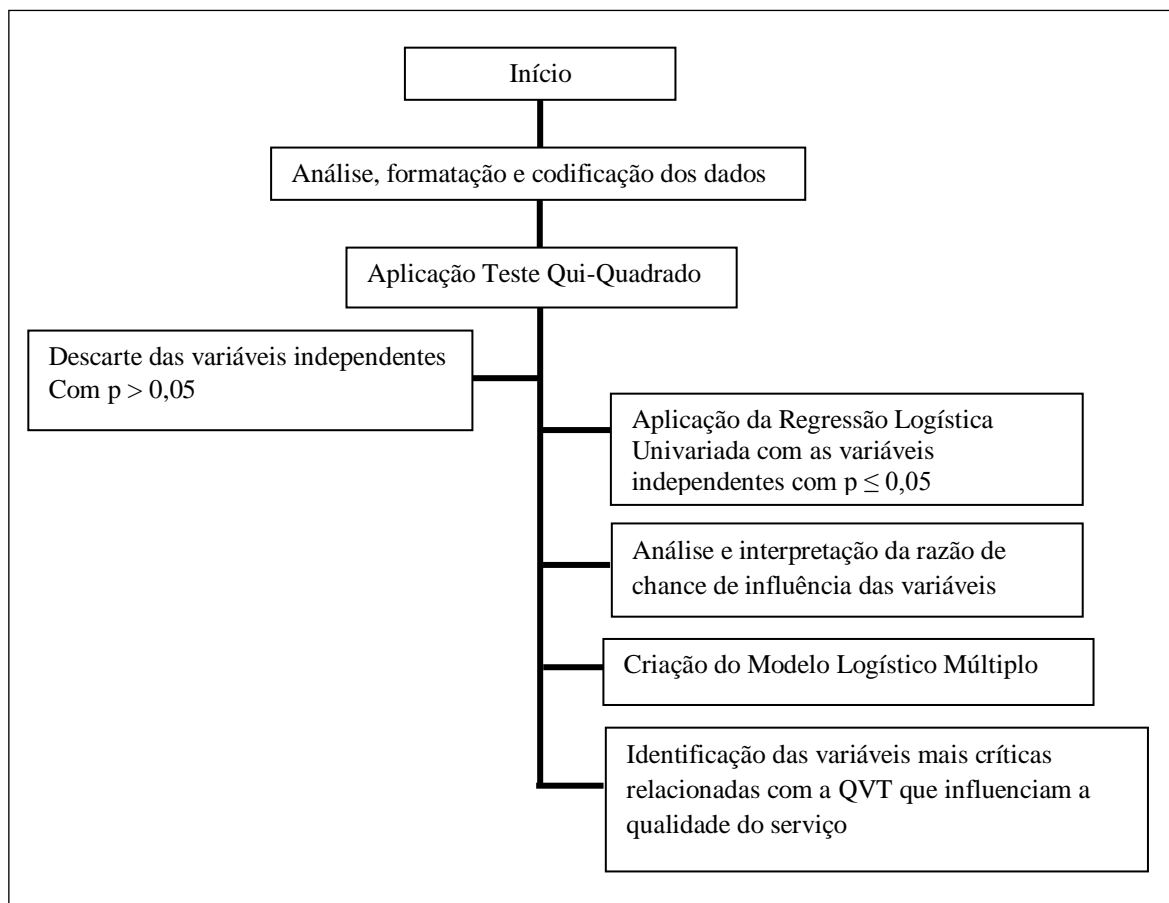 Início
Análise, formatação e codificação dos dados
Aplicação Teste Qui-Quadrado
Descarte das variáveis independentes
Com p > 0,05
Aplicação da Regressão Logística
Univariada com as variáveis
independentes com p ≤ 0,05
Análise e interpretação da razão de
chance de influência das variáveis
Criação do Modelo Logístico Múltiplo
Identificação das variáveis mais críticas
relacionadas com a QVT que influenciam a
qualidade do serviço